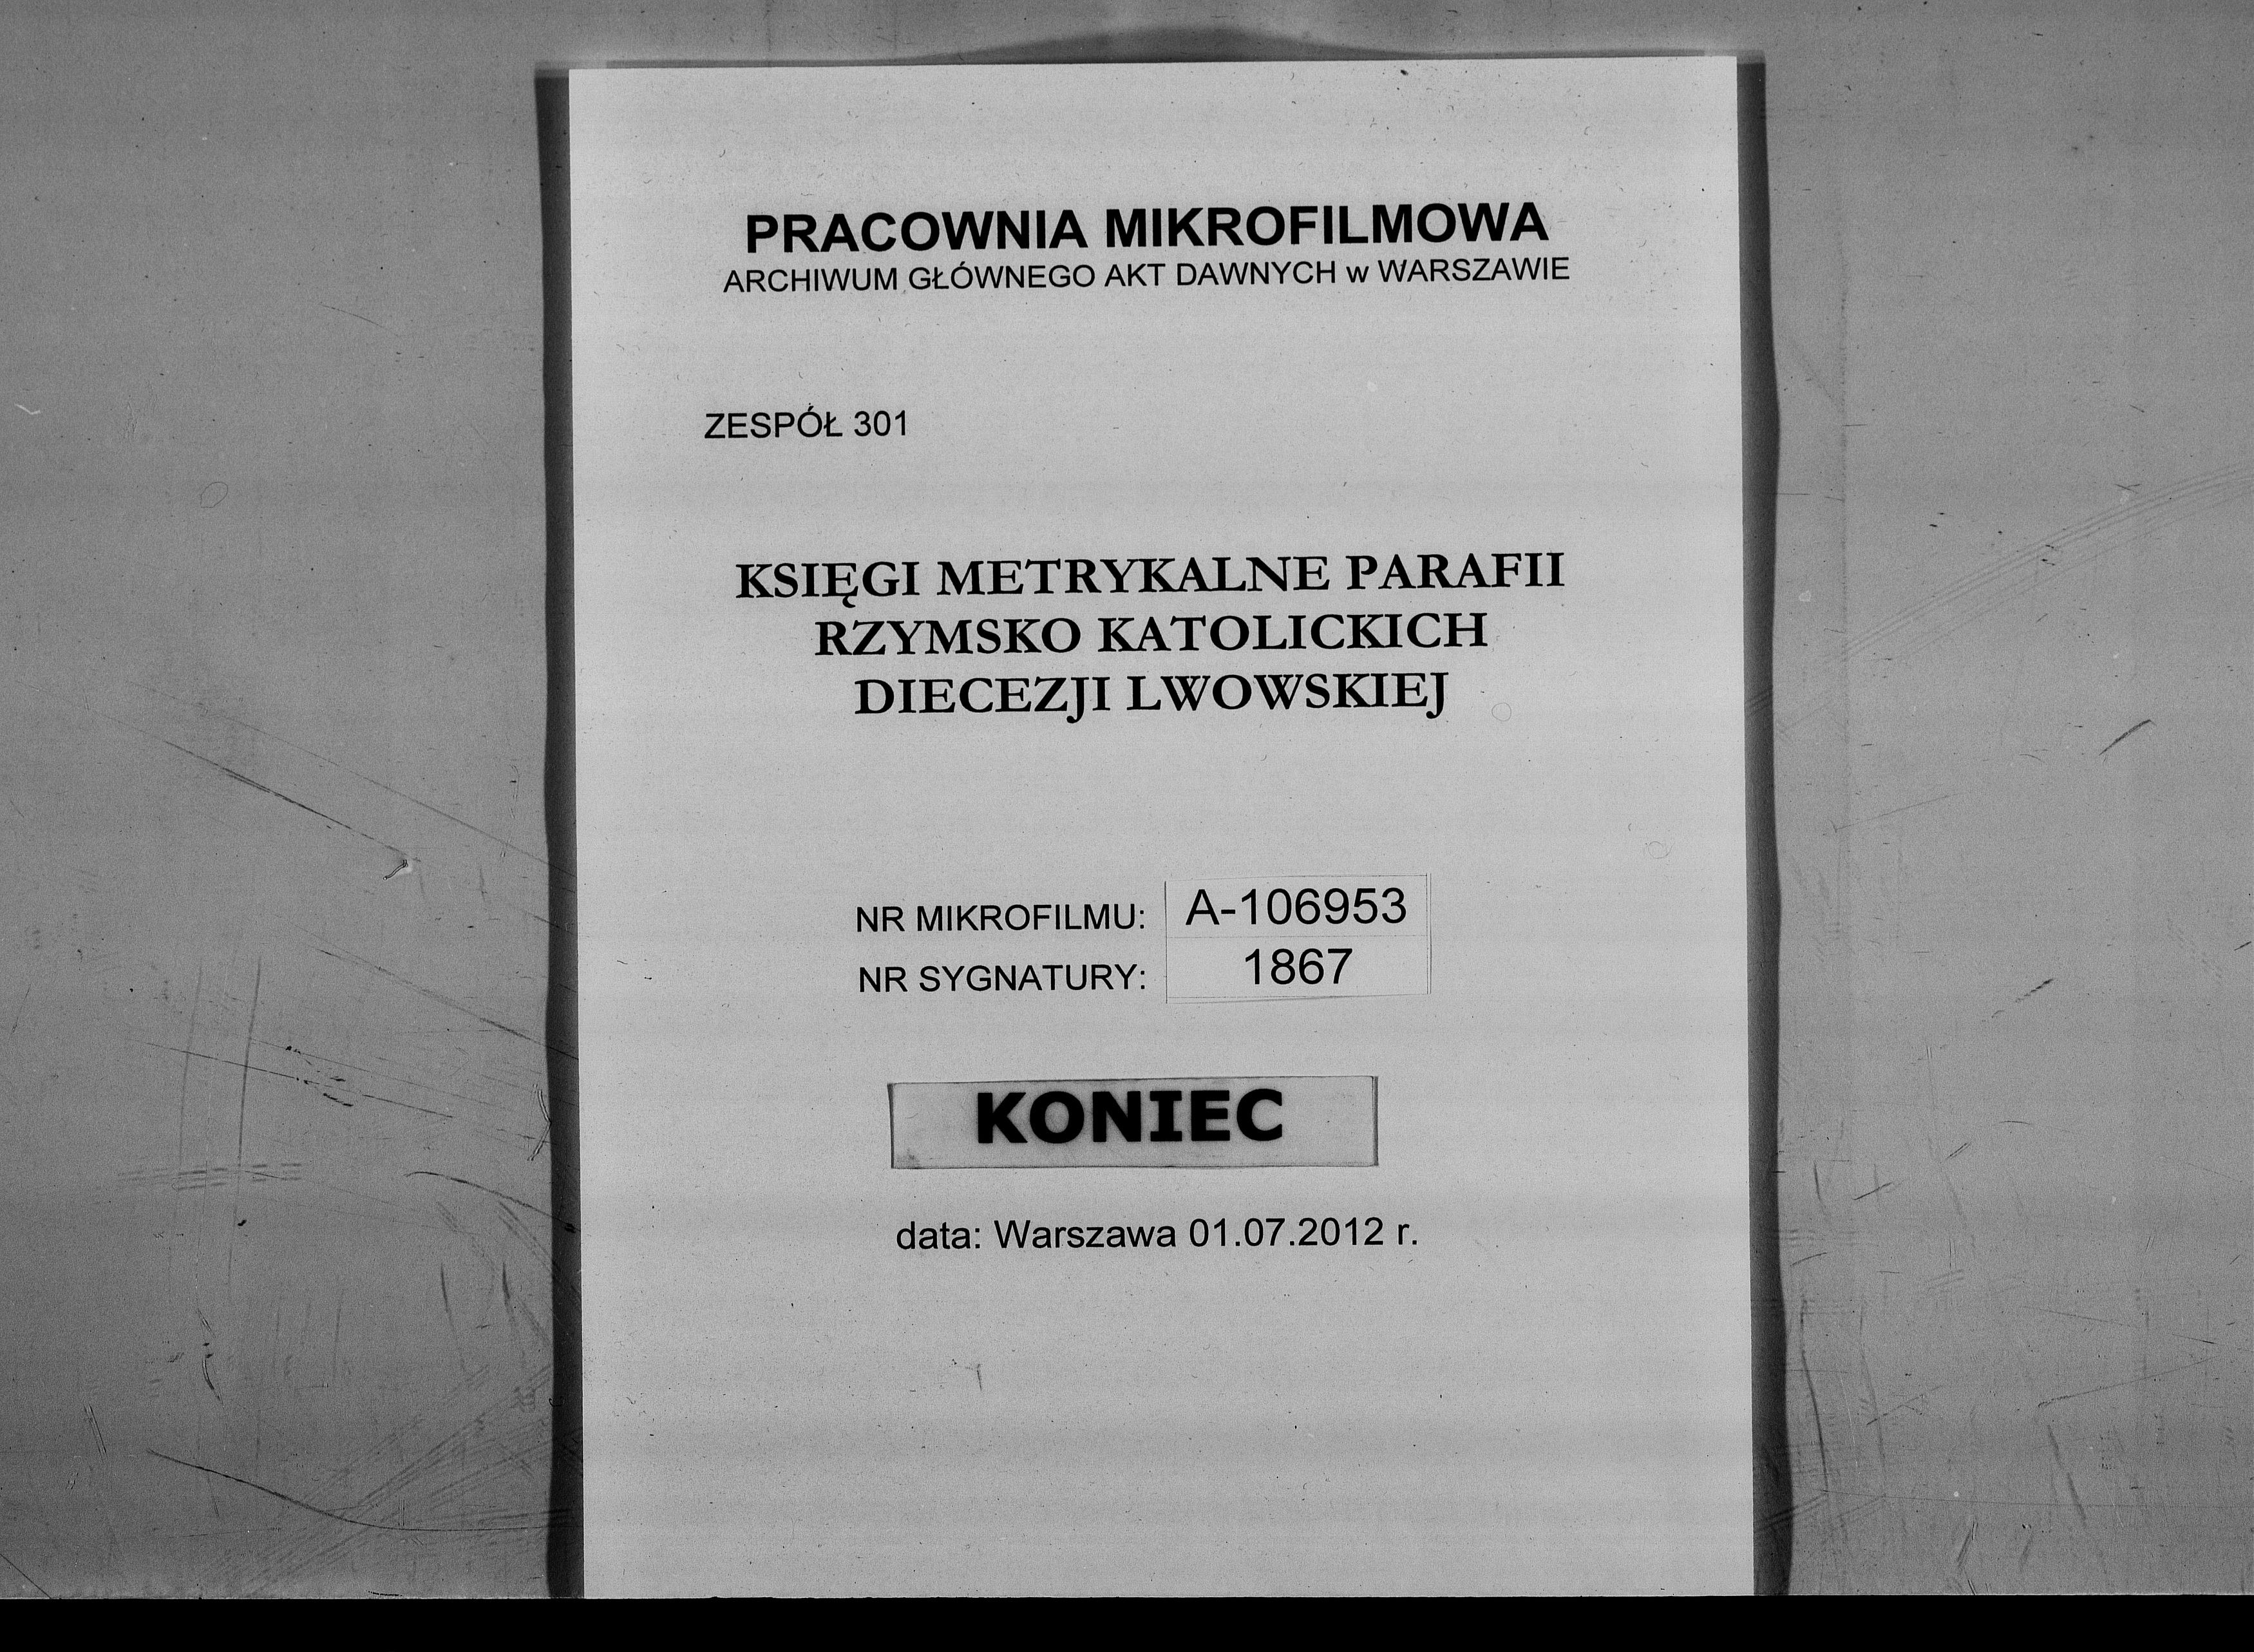 PRACOWNIA MIKROFILMOWA
ARCHIWUM GŁÓWNEGO AKT DAWNYCH w WARSZAWIE
ZESPÓŁ 301
KSIĘGI METRYKALNE PARAFII
RZYMSKO KATOLICKICH
DIECEZJI LWOWSKIEJ
NR MIKROFILMU: A-106953
NR SYGNATURY: 1867
KONIEC
data: Warszawa 01.07.2012 r.